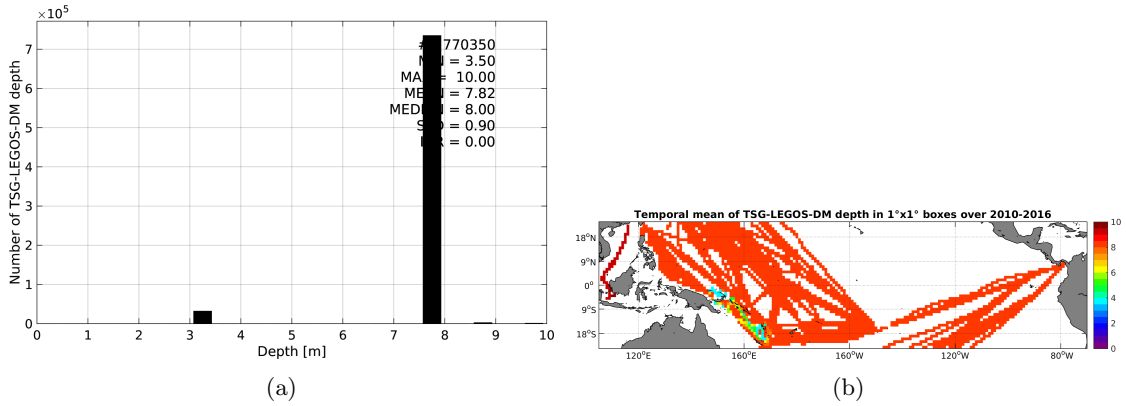 ×10⁵
7
6
5
4
3
2
1
0
Number of TSG-LEGOS-DM depth
770350
= 3.50
= 10.00
= 7.82
= 8.00
= 0.90
= 0.00
0 1 2 3 4 5 6 7 8 9 10
Depth [m]
(a)
Temporal mean of TSG-LEGOS-DM depth in 1°x1° boxes over 2010-2016
18°N
9°N
0°
9°S
18°S
120°E 160°E 160°W 120°W 80°W
10
8
6
4
2
0
(b)